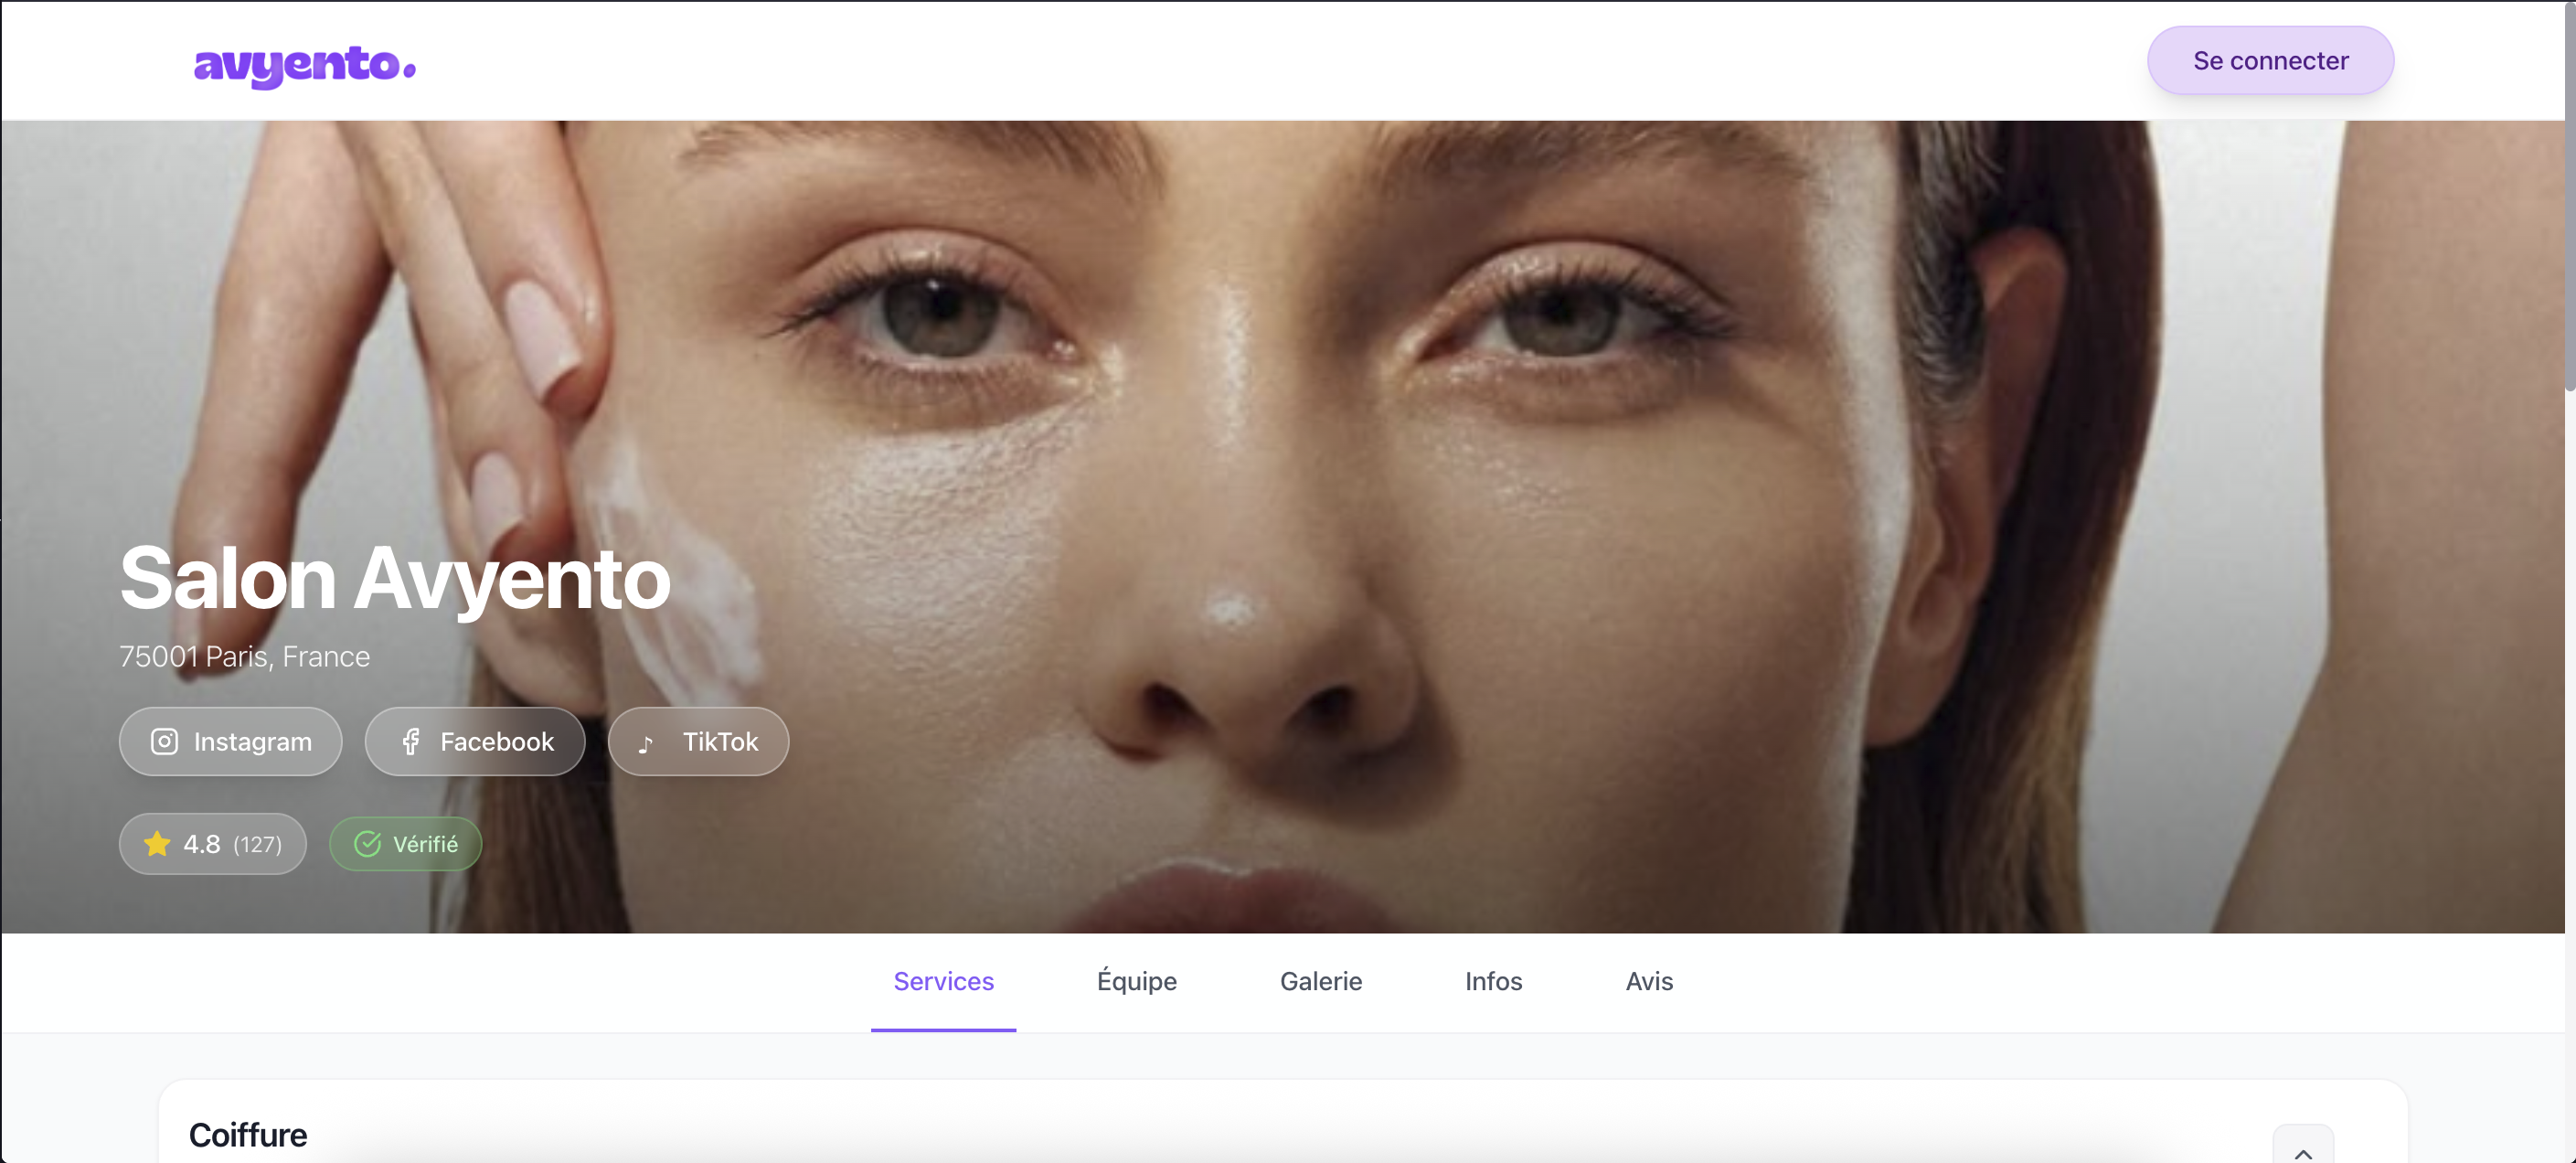 avyento.
Se connecter
Salon Avyento
75001 Paris, France
Instagram
Facebook
TikTok
4.8 (127)
Vérifié
Services
Équipe
Galerie
Infos
Avis
Coiffure